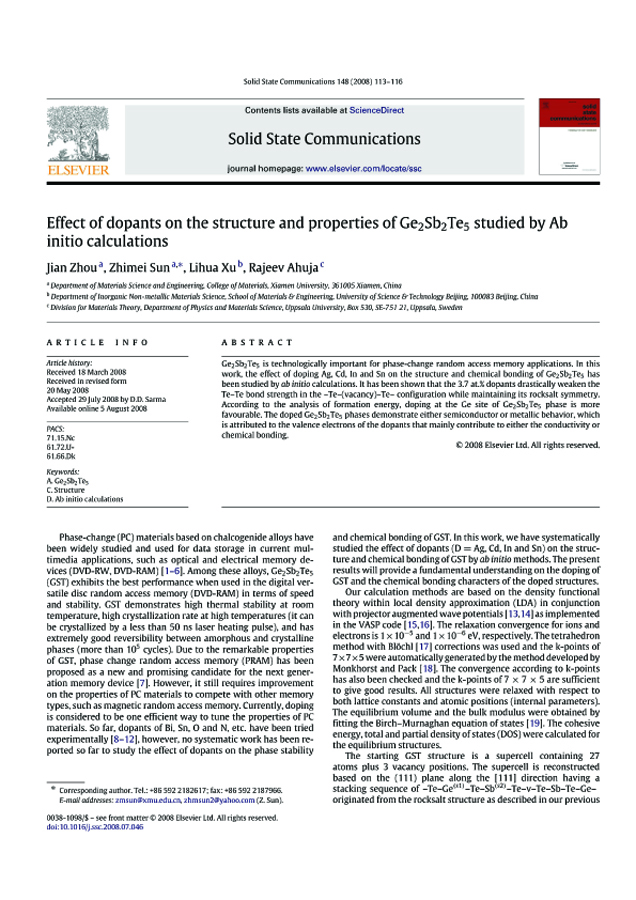 Solid State Communications 148 (2008) 113–116
Contents lists available at ScienceDirect
Solid State Communications
journal homepage: www.elsevier.com/locate/ssc
ELSEVIER
solid
state
communications
Effect of dopants on the structure and properties of Ge2Sb2Te5 studied by Ab
initio calculations
Jian Zhou a, Zhimei Sun a,*, Lihua Xu b, Rajeev Ahuja c
a Department of Materials Science and Engineering, College of Materials, Xiamen University, 361005 Xiamen, China
b Department of Inorganic Non-metallic Materials Science, School of Materials & Engineering, University of Science & Technology Beijing, 100083 Beijing, China
c Division for Materials Theory, Department of Physics and Materials Science, Uppsala University, Box 530, SE-751 21, Uppsala, Sweden
ARTICLE INFO
Article history:
Received 18 March 2008
Received in revised form
20 May 2008
Accepted 29 July 2008 by D.D. Sarma
Available online 5 August 2008
PACS:
71.15.Nc
61.72.U-
61.66.Dk
Keywords:
A. Ge2Sb2Te5
C. Structure
D. Ab initio calculations
ABSTRACT
Ge2Sb2Te5 is technologically important for phase-change random access memory applications. In this
work, the effect of doping Ag, Cd, In and Sn on the structure and chemical bonding of Ge2Sb2Te5 has
been studied by ab initio calculations. It has been shown that the 3.7 at.% dopants drastically weaken the
Te–Te bond strength in the –Te–(vacancy)–Te– configuration while maintaining its rocksalt symmetry.
According to the analysis of formation energy, doping at the Ge site of Ge2Sb2Te5 phase is more
favourable. The doped Ge2Sb2Te5 phases demonstrate either semiconductor or metallic behavior, which
is attributed to the valence electrons of the dopants that mainly contribute to either the conductivity or
chemical bonding.
© 2008 Elsevier Ltd. All rights reserved.
Phase-change (PC) materials based on chalcogenide alloys have
been widely studied and used for data storage in current mul-
timedia applications, such as optical and electrical memory de-
vices (DVD-RW, DVD-RAM) [1–6]. Among these alloys, Ge2Sb2Te5
(GST) exhibits the best performance when used in the digital ver-
satile disc random access memory (DVD-RAM) in terms of speed
and stability. GST demonstrates high thermal stability at room
temperature, high crystallization rate at high temperatures (it can
be crystallized by a less than 50 ns laser heating pulse), and has
extremely good reversibility between amorphous and crystalline
phases (more than 10^5 cycles). Due to the remarkable properties
of GST, phase change random access memory (PRAM) has been
proposed as a new and promising candidate for the next gener-
ation memory device [7]. However, it still requires improvement
on the properties of PC materials to compete with other memory
types, such as magnetic random access memory. Currently, doping
is considered to be one efficient way to tune the properties of PC
materials. So far, dopants of Bi, Sn, O and N, etc. have been tried
experimentally [8–12], however, no systematic work has been re-
ported so far to study the effect of dopants on the phase stability
* Corresponding author. Tel.: +86 592 2182617; fax: +86 592 2187966.
E-mail addresses: zmsun@xmu.edu.cn, zhmsun2@yahoo.com (Z. Sun).
0038-1098/$ – see front matter © 2008 Elsevier Ltd. All rights reserved.
doi:10.1016/j.ssc.2008.07.046
and chemical bonding of GST. In this work, we have systematically
studied the effect of dopants (D = Ag, Cd, In and Sn) on the struc-
ture and chemical bonding of GST by ab initio methods. The present
results will provide a fundamental understanding on the doping of
GST and the chemical bonding characters of the doped structures.
Our calculation methods are based on the density functional
theory within local density approximation (LDA) in conjunction
with projector augmented wave potentials [13,14] as implemented
in the VASP code [15,16]. The relaxation convergence for ions and
electrons is 1 × 10^−5 and 1 × 10^−6 eV, respectively. The tetrahedron
method with Blöchl [17] corrections was used and the k-points of
7×7×5 were automatically generated by the method developed by
Monkhorst and Pack [18]. The convergence according to k-points
has also been checked and the k-points of 7 × 7 × 5 are sufficient
to give good results. All structures were relaxed with respect to
both lattice constants and atomic positions (internal parameters).
The equilibrium volume and the bulk modulus were obtained by
fitting the Birch–Murnaghan equation of states [19]. The cohesive
energy, total and partial density of states (DOS) were calculated for
the equilibrium structures.
The starting GST structure is a supercell containing 27
atoms plus 3 vacancy positions. The supercell is reconstructed
based on the (111) plane along the [111] direction having a
stacking sequence of –Te–Ge(s1)–Te–Sb(s2)–Te–v–Te–Sb–Te–Ge–
originated from the rocksalt structure as described in our previous